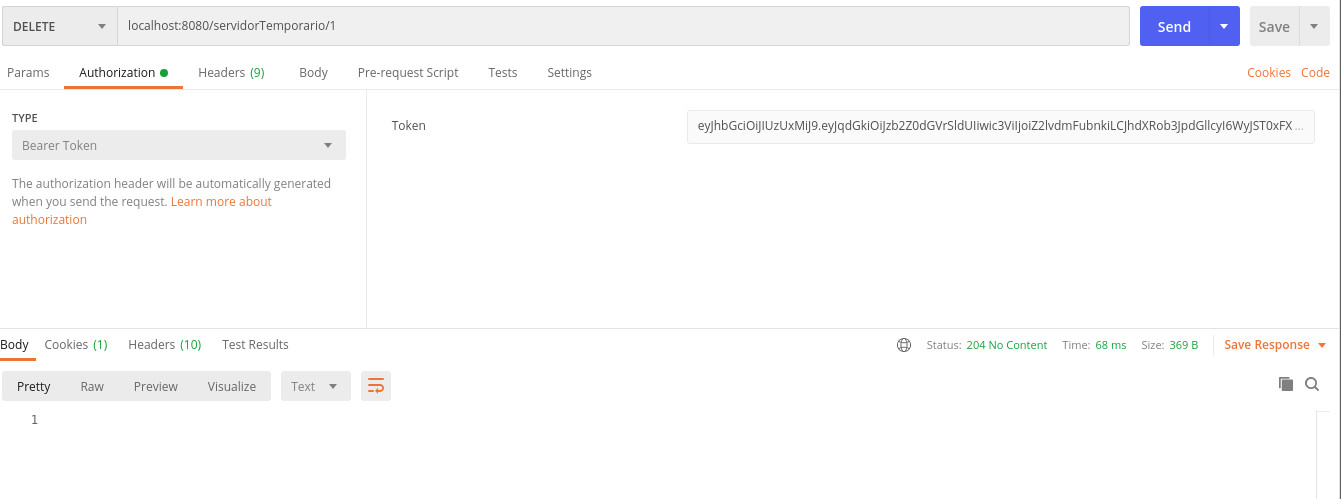 DELETE localhost:8080/servidorTemporario/1 Send Save
Params Authorization Headers (9) Body Pre-request Script Tests Settings Cookies Code
TYPE
Token eyJhbGciOiJIUzUxMiJ9.eyJqdGkiOiJzb2Z0dGVrSldUIiwic3ViIjoiZ2lvdmFubnkiLCJhdXRob3JpdGllcyI6WyJST0xFX ...
Bearer Token
The authorization header will be automatically generated
when you send the request. Learn more about
authorization
Body Cookies (1) Headers (10) Test Results Status: 204 No Content Time: 68 ms Size: 369 B Save Response
Pretty Raw Preview Visualize Text
1